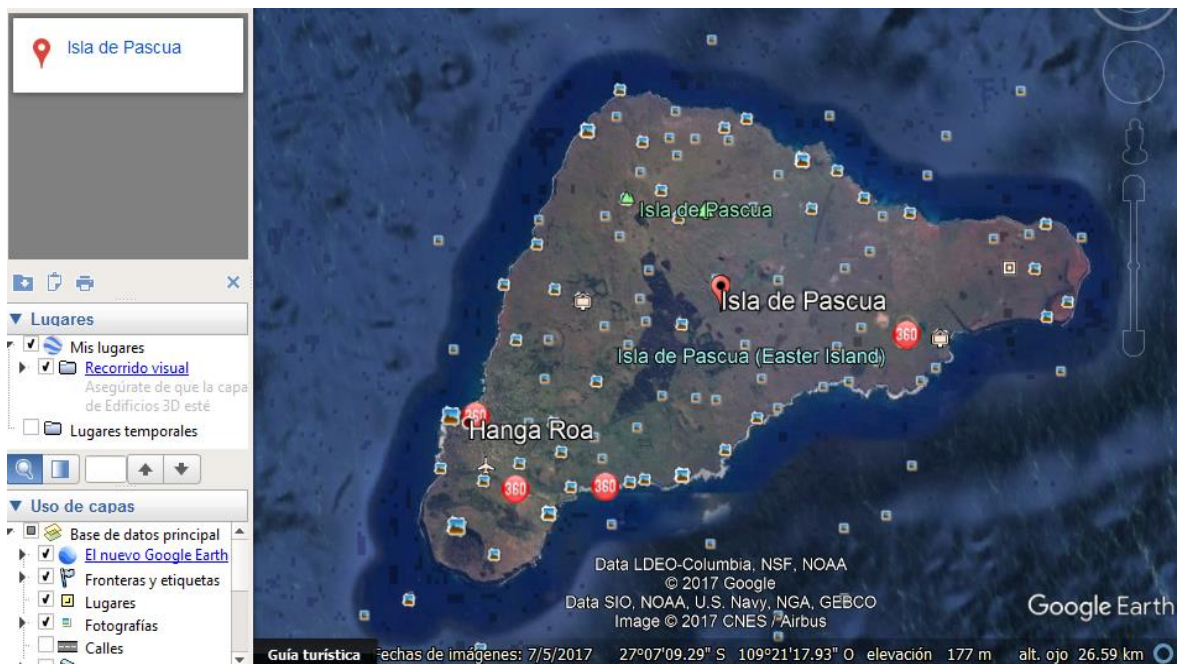 Isla de Pascua
Lugares
Mis lugares
Recorrido visual
Asegúrate de que la capa
de Edificios 3D esté
Lugares temporales
Uso de capas
Base de datos principal
El nuevo Google Earth
Fronteras y etiquetas
Lugares
Fotografías
Calles
Isla de Pascua
Isla de Pascua
360
Isla de Pascua (Easter Island)
360
Hanga Roa
360
360
Data LDEO-Columbia, NSF, NOAA
© 2017 Google
Data SIO, NOAA, U.S. Navy, NGA, GEBCO
Image © 2017 CNES / Airbus
Google Earth
Guía turística
echas de imágenes: 7/5/2017 27°07'09.29" S 109°21'17.93" O elevación 177 m alt. ojo 26.59 km